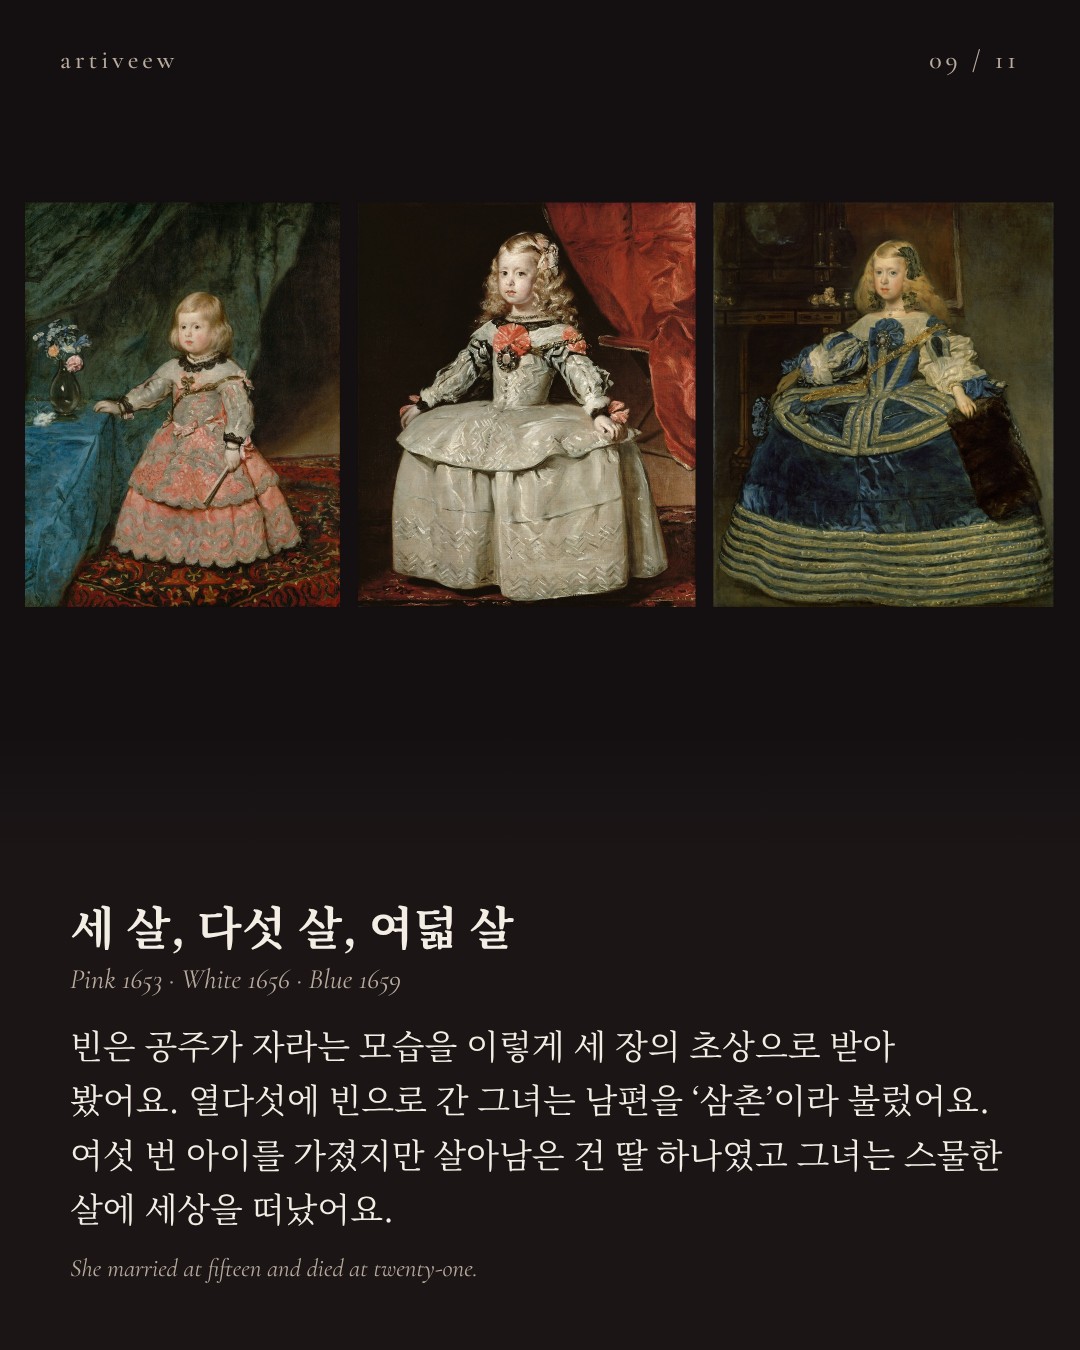 artiveew
09 / 11
세 살, 다섯 살, 여덟 살
Pink 1653 · White 1656 · Blue 1659
빈은 공주가 자라는 모습을 이렇게 세 장의 초상으로 받아
봤어요. 열다섯에 빈으로 간 그녀는 남편을 ‘삼촌’이라 불렀어요.
여섯 번 아이를 가졌지만 살아남은 건 딸 하나였고 그녀는 스물한
살에 세상을 떠났어요.
She married at fifteen and died at twenty-one.